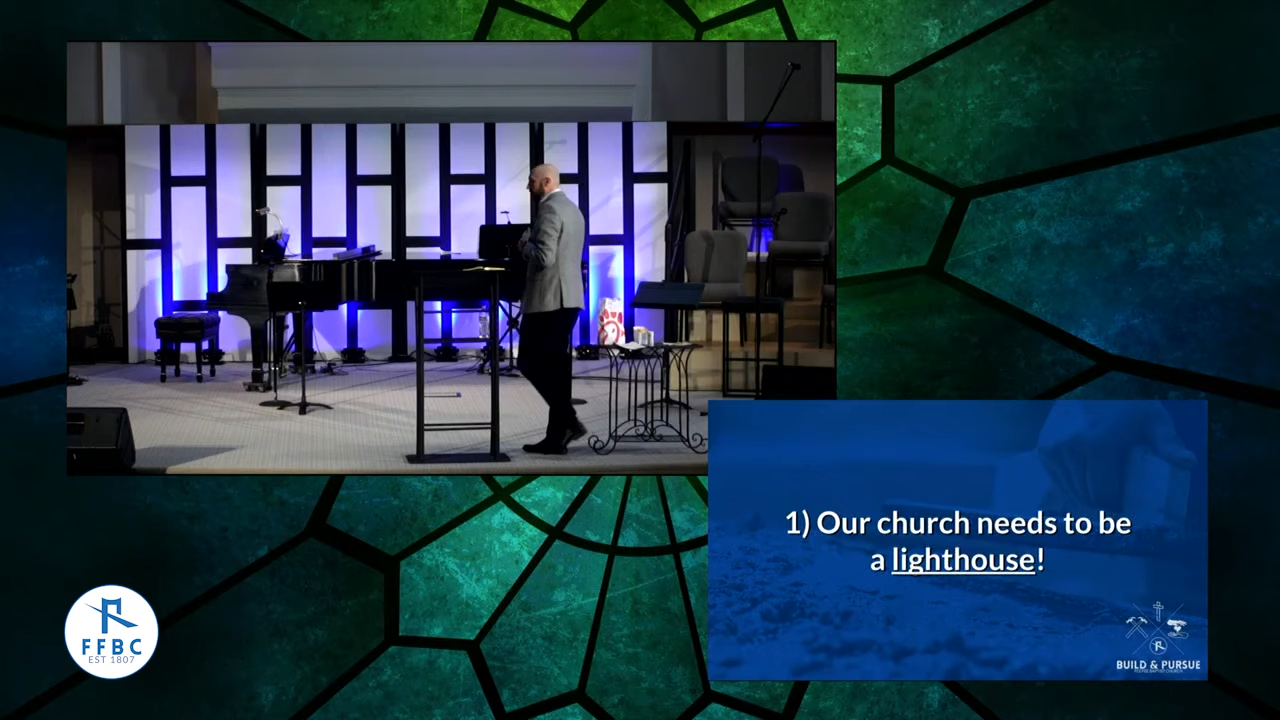 1) Our church needs to be
a lighthouse!
FFBC
EST 1807
BUILD & PURSUE